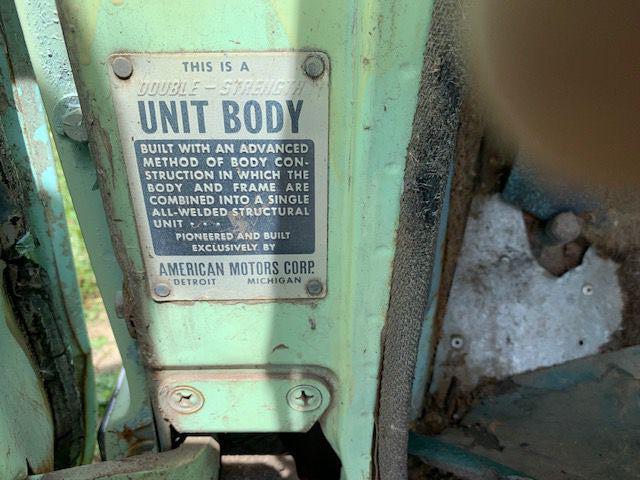 THIS IS A
DOUBLE - STRENGTH
UNIT BODY
BUILT WITH AN ADVANCED
METHOD OF BODY CON-
STRUCTION IN WHICH THE
BODY AND FRAME ARE
COMBINED INTO A SINGLE
ALL-WELDED STRUCTURAL
UNIT • • •
PIONEERED AND BUILT
EXCLUSIVELY BY
AMERICAN MOTORS CORP.
DETROIT MICHIGAN